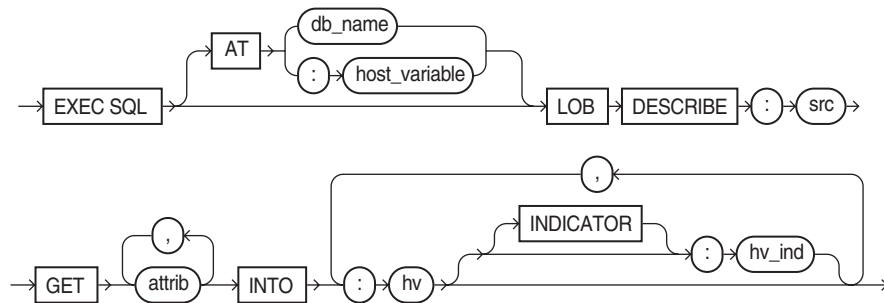 AT db_name
: host_variable
EXEC SQL LOB DESCRIBE : src
,
, INDICATOR
GET attrib INTO : hv : hv_ind